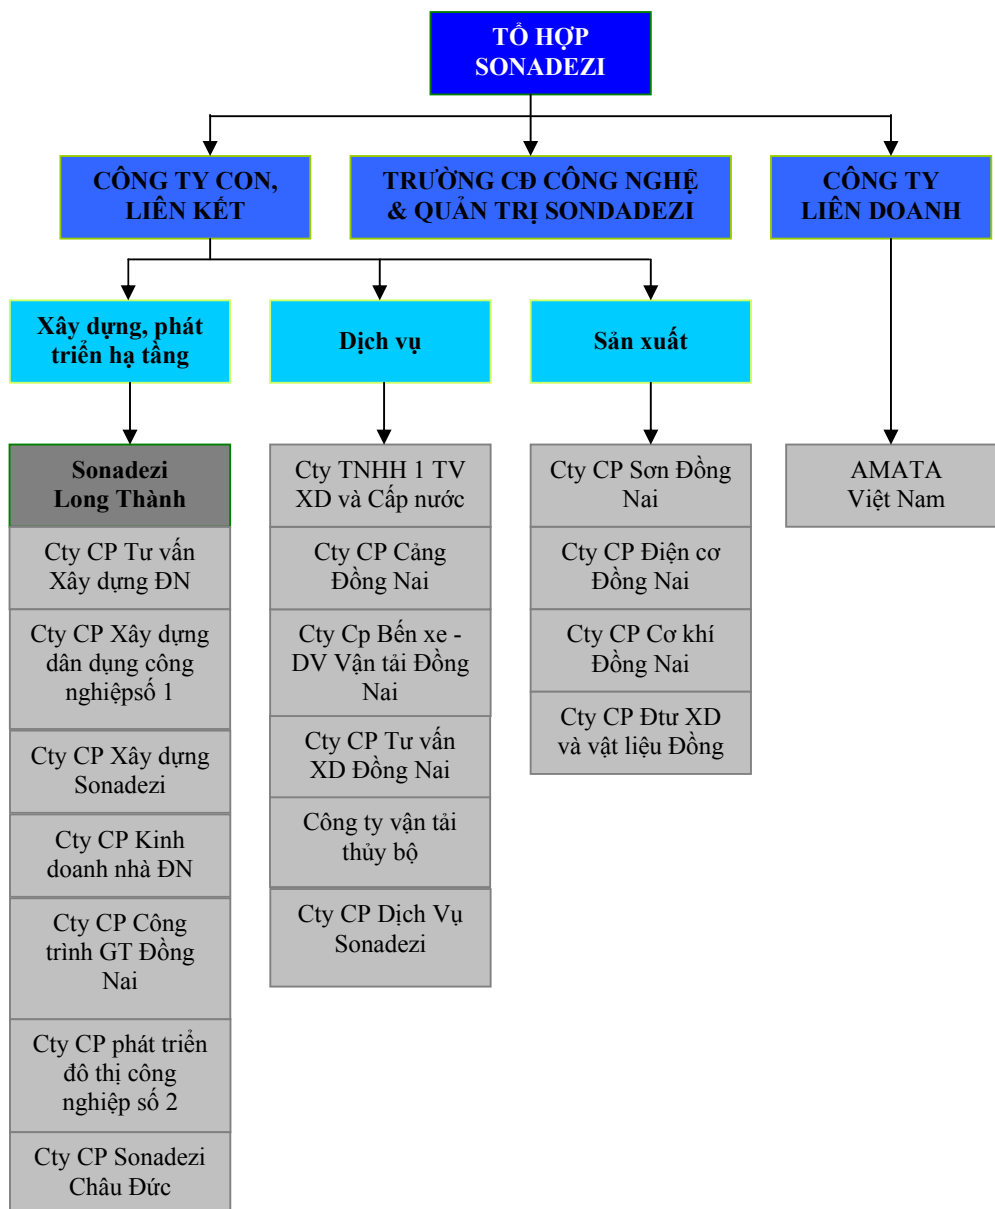 TỔ HỢP
SONADEZI
CÔNG TY CON,
LIÊN KẾT
TRƯỜNG CĐ CÔNG NGHỆ
& QUẢN TRỊ SONDADEZI
CÔNG TY
LIÊN DOANH
Xây dựng, phát
triển hạ tầng
Dịch vụ
Sản xuất
Sonadezi
Long Thành
Cty CP Tư vấn
Xây dựng ĐN
Cty CP Xây dựng
dân dụng công
nghiệpsố 1
Cty CP Xây dựng
Sonadezi
Cty CP Kinh
doanh nhà ĐN
Cty CP Công
trình GT Đồng
Nai
Cty CP phát triển
đô thị công
nghiệp số 2
Cty CP Sonadezi
Châu Đức
Cty TNHH 1 TV
XD và Cấp nước
Cty CP Cảng
Đồng Nai
Cty Cp Bến xe -
DV Vận tải Đồng
Nai
Cty CP Tư vấn
XD Đồng Nai
Công ty vận tải
thủy bộ
Cty CP Dịch Vụ
Sonadezi
Cty CP Sơn Đồng
Nai
Cty CP Điện cơ
Đồng Nai
Cty CP Cơ khí
Đồng Nai
Cty CP Đtư XD
và vật liệu Đồng
AMATA
Việt Nam